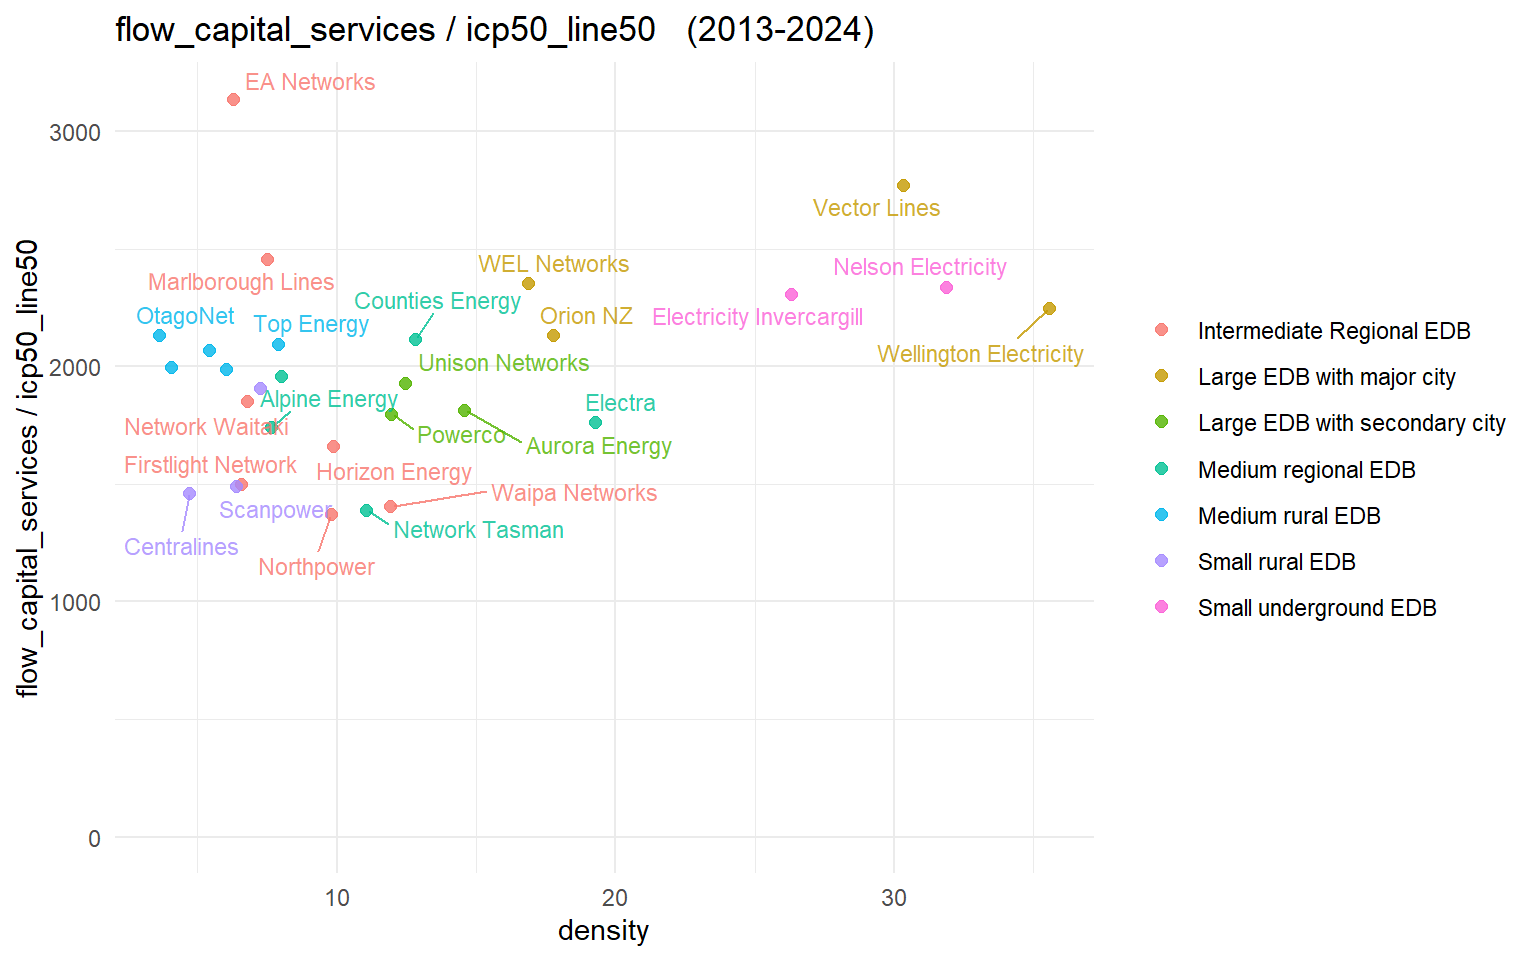 flow_capital_services / icp50_line50 (2013-2024)
flow_capital_services / icp50_line50
3000
2000
1000
0
EA Networks
Vector Lines
Marlborough Lines
WEL Networks
Nelson Electricity
Counties Energy
OtagoNet
Top Energy
Orion NZ
Electricity Invercargill
Wellington Electricity
Unison Networks
Alpine Energy
Electra
Network Waitaki
Powerco
Aurora Energy
Firstlight Network
Horizon Energy
Waipa Networks
Scanpower
Network Tasman
Centralines
Northpower
10
20
30
density
Intermediate Regional EDB
Large EDB with major city
Large EDB with secondary city
Medium regional EDB
Medium rural EDB
Small rural EDB
Small underground EDB